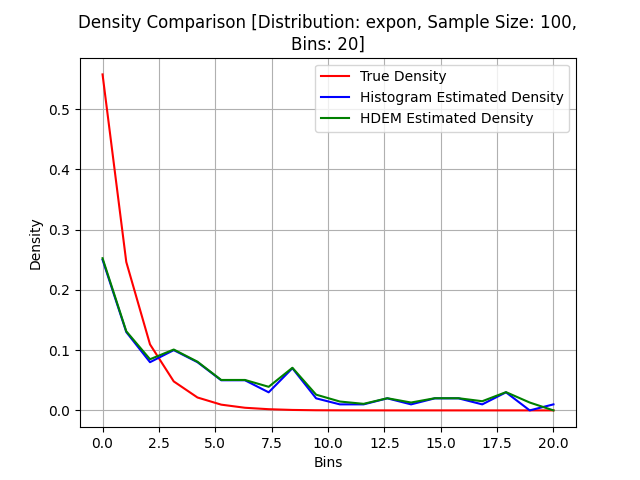 Density Comparison [Distribution: expon, Sample Size: 100,
Bins: 20]
True Density
Histogram Estimated Density
HDEM Estimated Density
Density
0.5
0.4
0.3
0.2
0.1
0.0
0.0 2.5 5.0 7.5 10.0 12.5 15.0 17.5 20.0
Bins